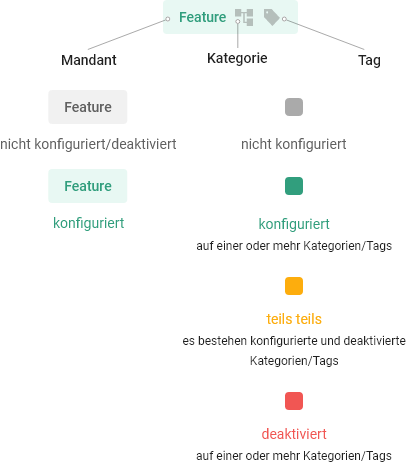 Feature
Mandant
Kategorie
Tag
Feature
nicht konfiguriert/deaktiviert
nicht konfiguriert
Feature
konfiguriert
konfiguriert
auf einer oder mehr Kategorien/Tags
teils teils
es bestehen konfigurierte und deaktivierte
Kategorien/Tags
deaktiviert
auf einer oder mehr Kategorien/Tags